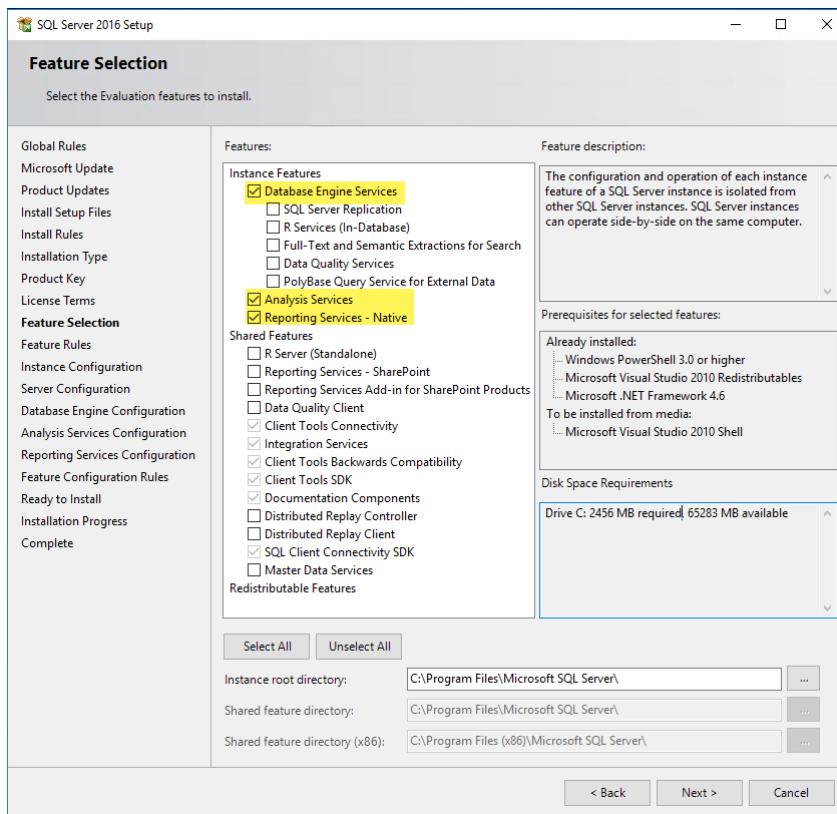 SQL Server 2016 Setup
Feature Selection
Select the Evaluation features to install.
Global Rules
Microsoft Update
Product Updates
Install Setup Files
Install Rules
Installation Type
Product Key
License Terms
Feature Selection
Feature Rules
Instance Configuration
Server Configuration
Database Engine Configuration
Analysis Services Configuration
Reporting Services Configuration
Feature Configuration Rules
Ready to Install
Installation Progress
Complete
Features:
Instance Features
Database Engine Services
SQL Server Replication
R Services (In-Database)
Full-Text and Semantic Extractions for Search
Data Quality Services
PolyBase Query Service for External Data
Analysis Services
Reporting Services - Native
Shared Features
R Server (Standalone)
Reporting Services - SharePoint
Reporting Services Add-in for SharePoint Products
Data Quality Client
Client Tools Connectivity
Integration Services
Client Tools Backwards Compatibility
Client Tools SDK
Documentation Components
Distributed Replay Controller
Distributed Replay Client
SQL Client Connectivity SDK
Master Data Services
Redistributable Features
Feature description:
The configuration and operation of each instance
feature of a SQL Server instance is isolated from
other SQL Server instances. SQL Server instances
can operate side-by-side on the same computer.
Prerequisites for selected features:
Already installed:
Windows PowerShell 3.0 or higher
Microsoft Visual Studio 2010 Redistributables
Microsoft .NET Framework 4.6
To be installed from media:
Microsoft Visual Studio 2010 Shell
Disk Space Requirements
Drive C: 2456 MB required, 65283 MB available
Select All
Unselect All
Instance root directory:
C:\Program Files\Microsoft SQL Server\
...
Shared feature directory:
C:\Program Files\Microsoft SQL Server\
...
Shared feature directory (x86):
C:\Program Files (x86)\Microsoft SQL Server\
...
< Back
Next >
Cancel